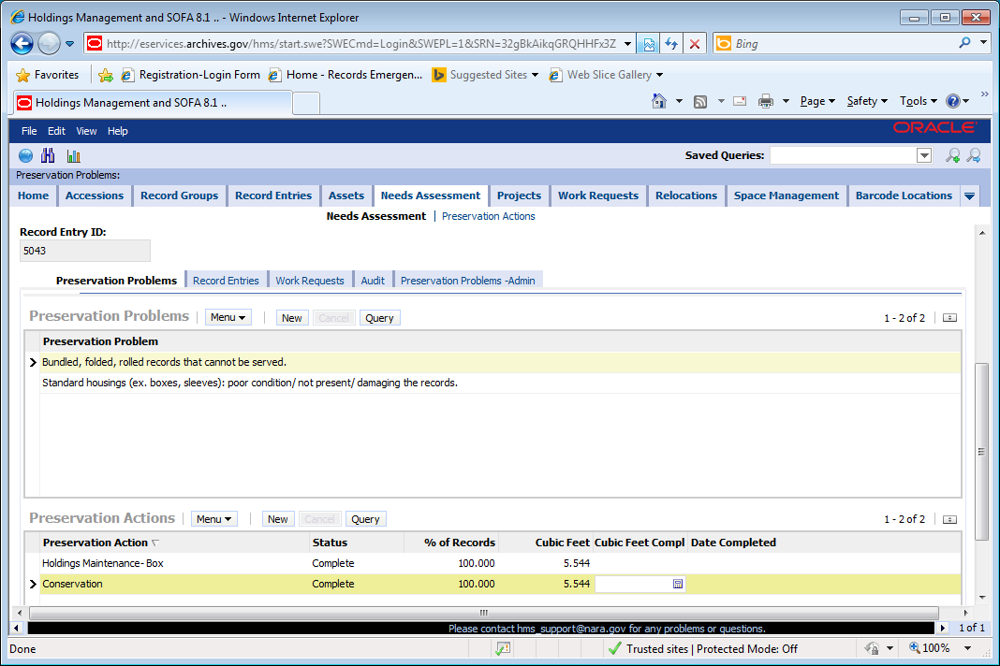 Holdings Management and SOFA 8.1 .. - Windows Internet Explorer
http://eservices.archives.gov/hms/start.swe?SWECmd=Login&SWEPL=1&SRN=32gBkAikqGRQHHFx3Z
Bing
Favorites Registration-Login Form Home - Records Emergen... Suggested Sites Web Slice Gallery
Holdings Management and SOFA 8.1 ..
Page Safety Tools
File Edit View Help
ORACLE
Saved Queries:
Preservation Problems:
Home Accessions Record Groups Record Entries Assets Needs Assessment Projects Work Requests Relocations Space Management Barcode Locations
Needs Assessment | Preservation Actions
Record Entry ID:
5043
Preservation Problems Record Entries Work Requests Audit Preservation Problems -Admin
Preservation Problems Menu New Cancel Query 1 - 2 of 2
Preservation Problem
Bundled, folded, rolled records that cannot be served.
Standard housings (ex. boxes, sleeves): poor condition/ not present/ damaging the records.
Preservation Actions Menu New Cancel Query 1 - 2 of 2
Preservation Action Status % of Records Cubic Feet Cubic Feet Compl Date Completed
Holdings Maintenance- Box Complete 100.000 5.544
Conservation Complete 100.000 5.544
Please contact hms_support@nara.gov for any problems or questions.
1 of 1
Done Trusted sites | Protected Mode: Off 100%